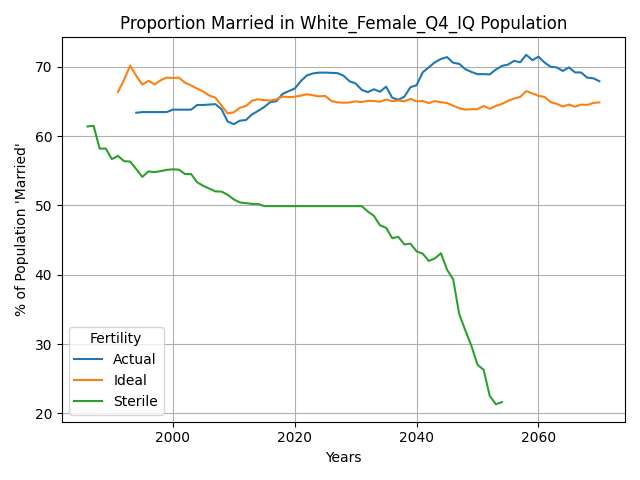 Proportion Married in White_Female_Q4_IQ Population
% of Population 'Married'
70
60
50
40
30
20
Fertility
Actual
Ideal
Sterile
2000 2020 2040 2060
Years